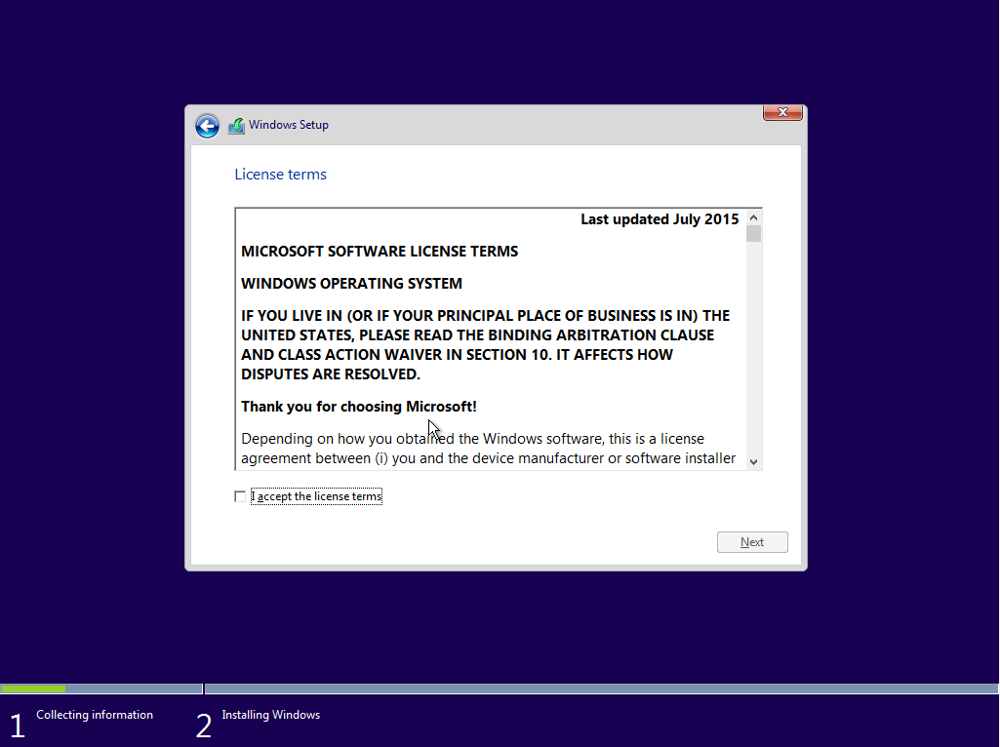 Windows Setup
License terms
Last updated July 2015
MICROSOFT SOFTWARE LICENSE TERMS
WINDOWS OPERATING SYSTEM
IF YOU LIVE IN (OR IF YOUR PRINCIPAL PLACE OF BUSINESS IS IN) THE
UNITED STATES, PLEASE READ THE BINDING ARBITRATION CLAUSE
AND CLASS ACTION WAIVER IN SECTION 10. IT AFFECTS HOW
DISPUTES ARE RESOLVED.
Thank you for choosing Microsoft!
Depending on how you obtained the Windows software, this is a license
agreement between (i) you and the device manufacturer or software installer
I accept the license terms
Next
1 Collecting information
2 Installing Windows